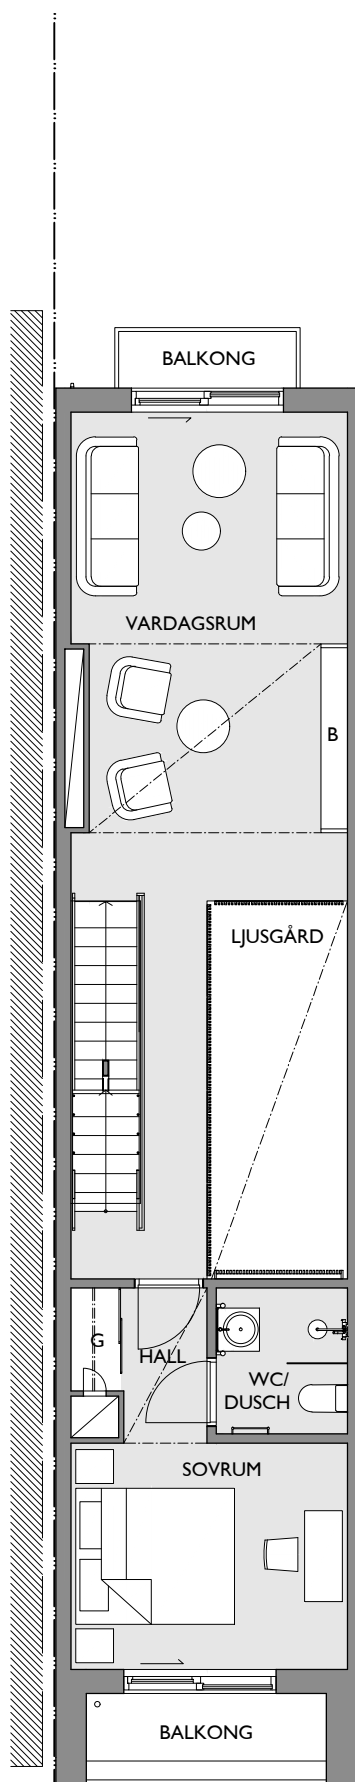 BALKONG
VARDAGSRUM
B
LJUSGÅRD
G
HALL
WC/
DUSCH
SOVRUM
BALKONG